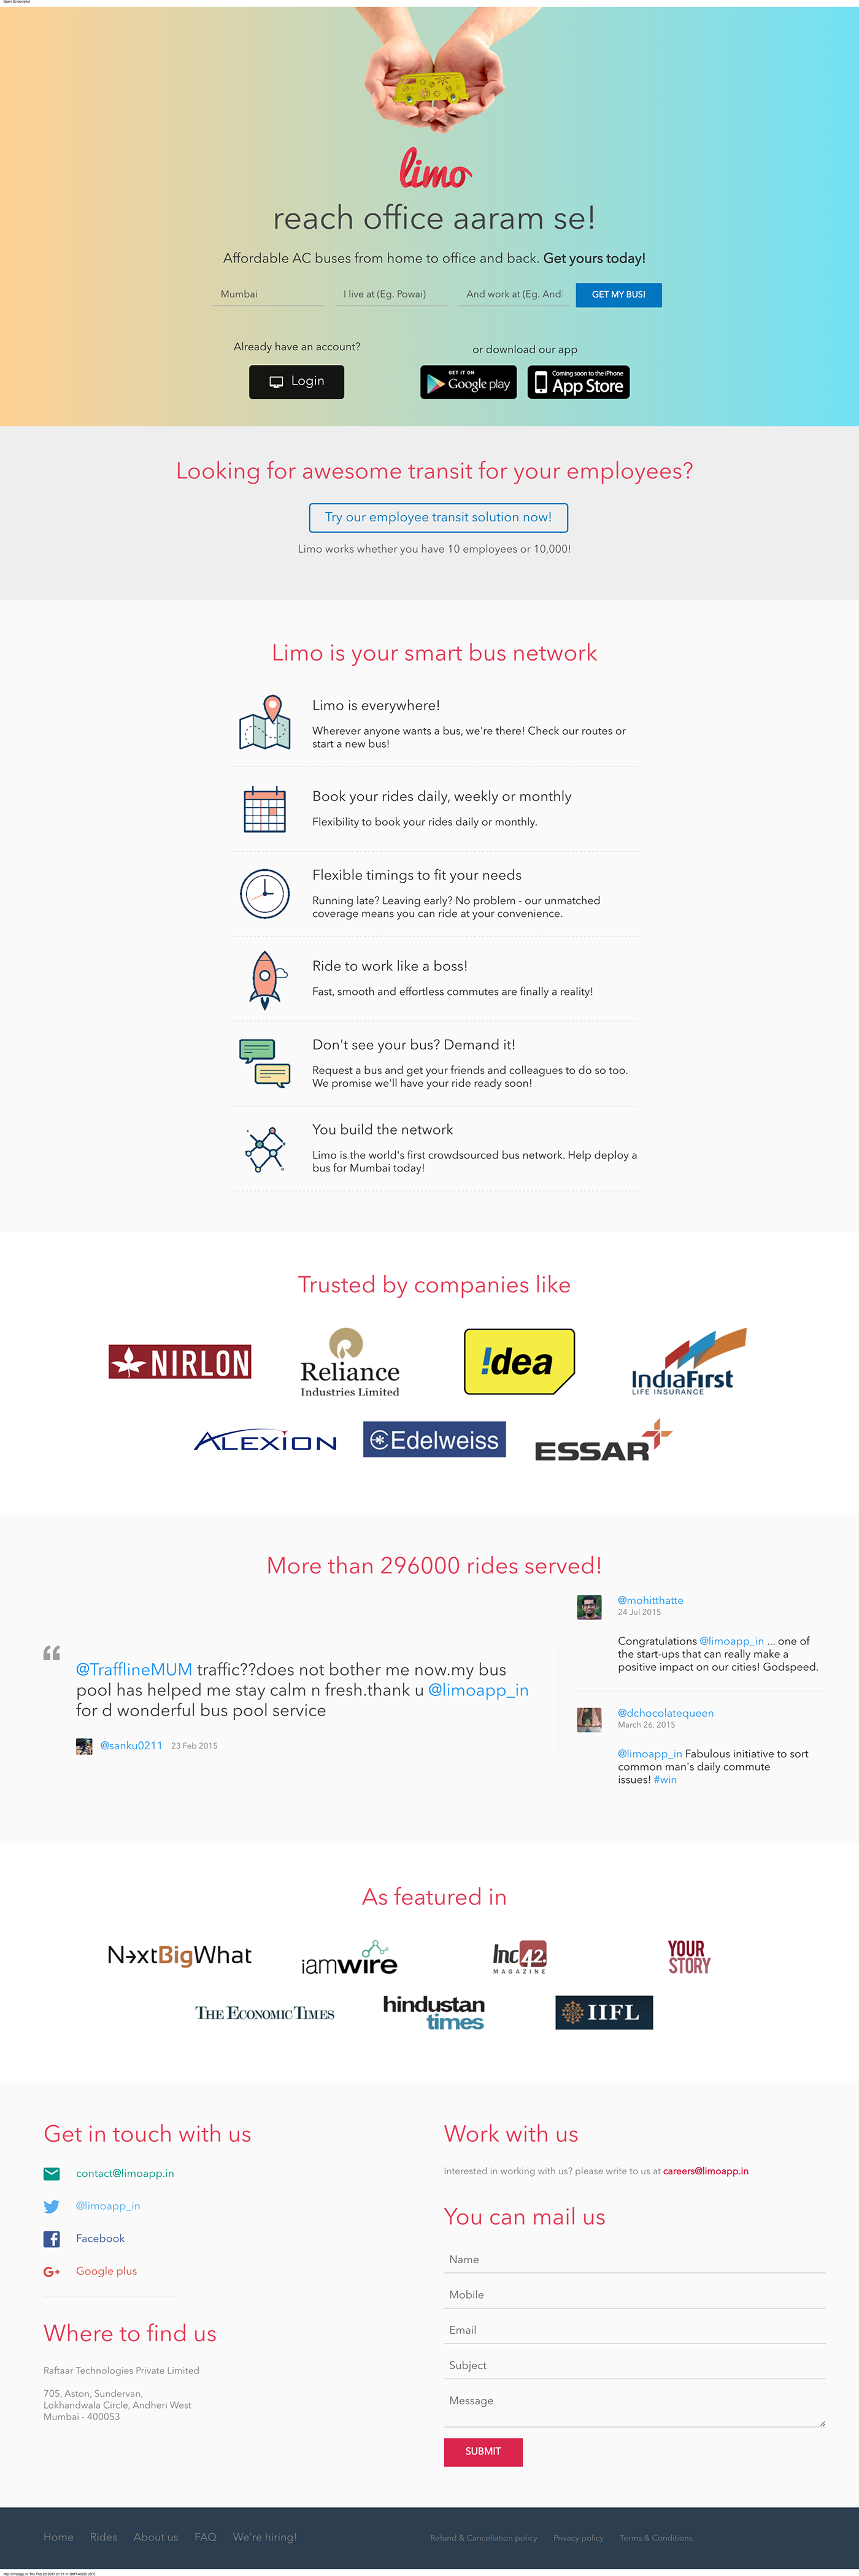 Open Screenshot
limo
reach office aaram se!
Affordable AC buses from home to office and back. Get yours today!
Mumbai
I live at (Eg. Powai)
And work at (Eg. And
GET MY BUS!
Already have an account?
or download our app
Login
GET IT ON
Google play
Coming soon to the iPhone
App Store
Looking for awesome transit for your employees?
Try our employee transit solution now!
Limo works whether you have 10 employees or 10,000!
Limo is your smart bus network
Limo is everywhere!
Wherever anyone wants a bus, we're there! Check our routes or
start a new bus!
Book your rides daily, weekly or monthly
Flexibility to book your rides daily or monthly.
Flexible timings to fit your needs
Running late? Leaving early? No problem - our unmatched
coverage means you can ride at your convenience.
Ride to work like a boss!
Fast, smooth and effortless commutes are finally a reality!
Don't see your bus? Demand it!
Request a bus and get your friends and colleagues to do so too.
We promise we'll have your ride ready soon!
You build the network
Limo is the world's first crowdsourced bus network. Help deploy a
bus for Mumbai today!
Trusted by companies like
NIRLON
Reliance
Industries Limited
!dea
IndiaFirst
LIFE INSURANCE
ALEXION
Edelweiss
ESSAR
More than 296000 rides served!
@TrafflineMUM traffic??does not bother me now.my bus
pool has helped me stay calm n fresh.thank u @limoapp_in
for d wonderful bus pool service
@sanku0211 23 Feb 2015
@mohitthatte
24 Jul 2015
Congratulations @limoapp_in ... one of
the start-ups that can really make a
positive impact on our cities! Godspeed.
@dchocolatequeen
March 26, 2015
@limoapp_in Fabulous initiative to sort
common man's daily commute
issues! #win
As featured in
NextBigWhat
iamwire
Inc42
MAGAZINE
YOUR
STORY
THE ECONOMIC TIMES
hindustan
times
IIFL
Get in touch with us
contact@limoapp.in
@limoapp_in
Facebook
G+ Google plus
Where to find us
Raftaar Technologies Private Limited
705, Aston, Sundervan,
Lokhandwala Circle, Andheri West
Mumbai - 400053
Work with us
Interested in working with us? please write to us at careers@limoapp.in
You can mail us
Name
Mobile
Email
Subject
Message
SUBMIT
Home Rides About us FAQ We're hiring!
Refund & Cancellation policy Privacy policy Terms & Conditions